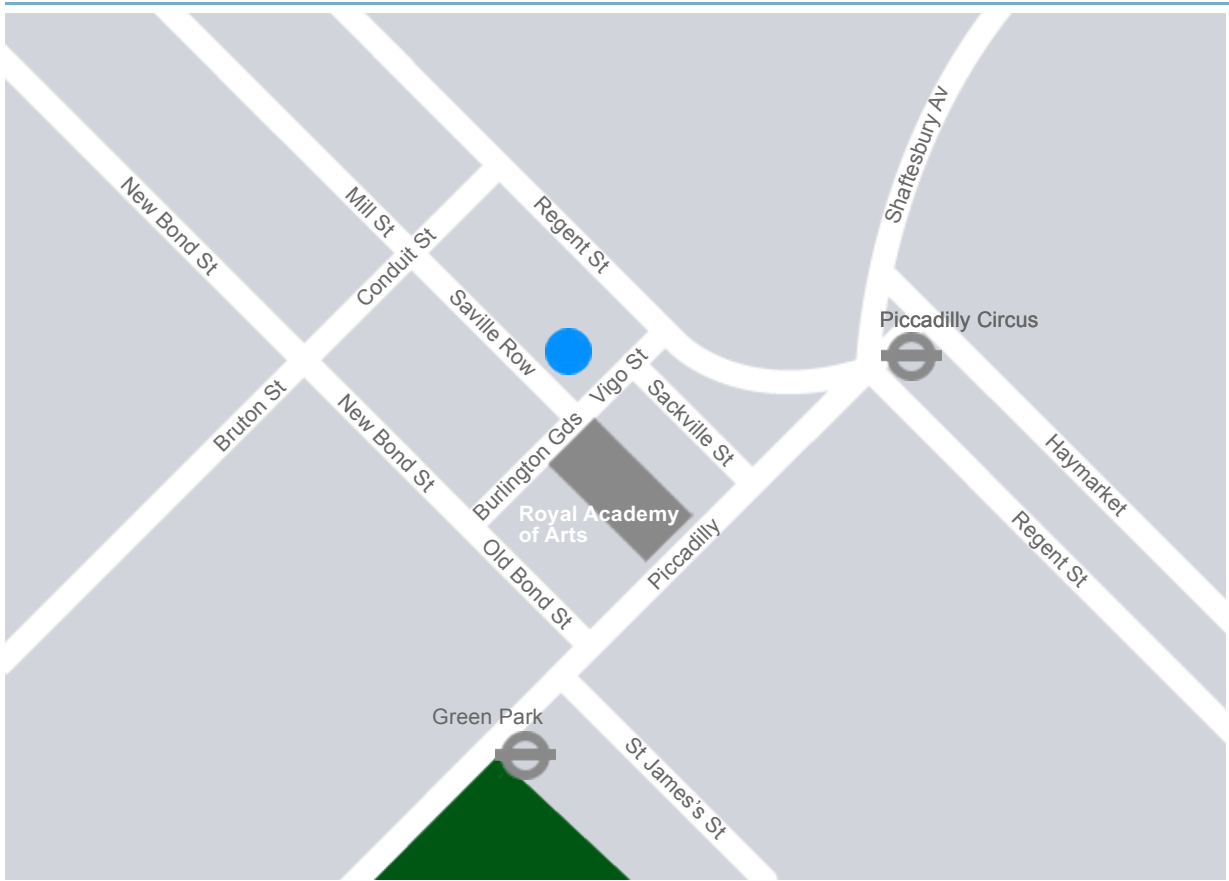 Shaftesbury Av
New Bond St
Mill St
Conduit St
Regent St
Piccadilly Circus
Saville Row
Vigo St
Bruton St
New Bond St
Sackville St
Burlington Gds
Haymarket
Royal Academy
of Arts
Piccadilly
Regent St
Old Bond St
Green Park
St James's St